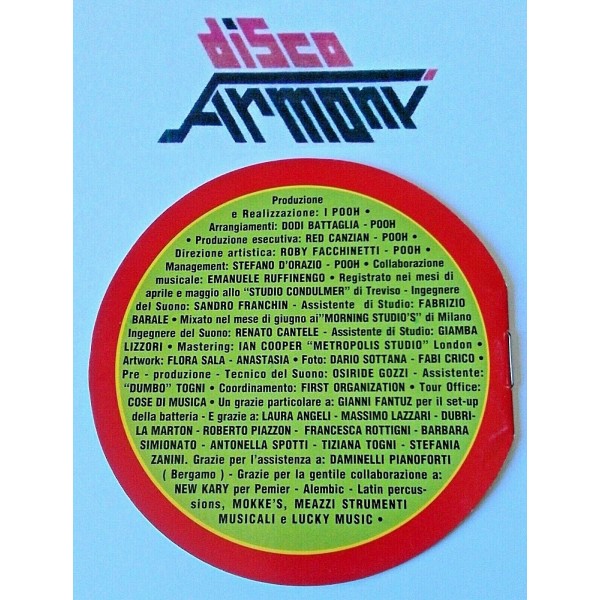 disco
Armony
Produzione
e Realizzazione: I POOH •
Arrangiamenti: DODI BATTAGLIA - POOH
• Produzione esecutiva: RED CANZIAN - POOH •
Direzione artistica: ROBY FACCHINETTI - POOH •
Management: STEFANO D'ORAZIO - POOH • Collaborazione
musicale: EMANUELE RUFFINENGO • Registrato nei mesi di
aprile e maggio allo "STUDIO CONDULMER" di Treviso - Ingegnere
del Suono: SANDRO FRANCHIN - Assistente di Studio: FABRIZIO
BARALE • Mixato nel mese di giugno ai"MORNING STUDIO'S" di Milano
Ingegnere del Suono: RENATO CANTELE - Assistente di Studio: GIAMBA
LIZZORI • Mastering: IAN COOPER "METROPOLIS STUDIO" London •
Artwork: FLORA SALA - ANASTASIA • Foto: DARIO SOTTANA - FABI CRICO •
Pre - produzione - Tecnico del Suono: OSIRIDE GOZZI - Assistente:
"DUMBO" TOGNI • Coordinamento: FIRST ORGANIZATION • Tour Office:
COSE DI MUSICA • Un grazie particolare a: GIANNI FANTUZ per il set-up
della batteria - E grazie a: LAURA ANGELI - MASSIMO LAZZARI - DUBRI-
LA MARTON - ROBERTO PIAZZON - FRANCESCA ROTTIGNI - BARBARA
SIMIONATO - ANTONELLA SPOTTI - TIZIANA TOGNI - STEFANIA
ZANINI. Grazie per l'assistenza a: DAMINELLI PIANOFORTI
( Bergamo ) - Grazie per la gentile collaborazione a:
NEW KARY per Pemier - Alembic - Latin percus-
sions, MOKKE'S, MEAZZI STRUMENTI
MUSICALI e LUCKY MUSIC •